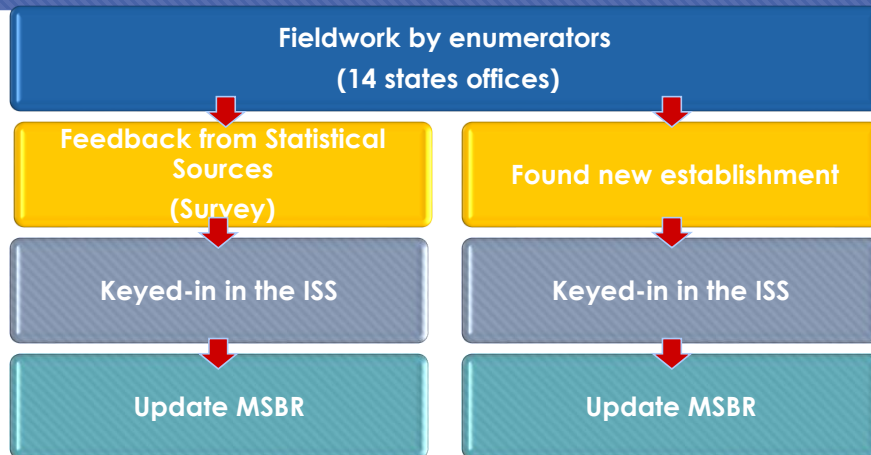 Fieldwork by enumerators
(14 states offices)
Feedback from Statistical
Sources
(Survey)
Found new establishment
Keyed-in in the ISS
Keyed-in in the ISS
Update MSBR
Update MSBR